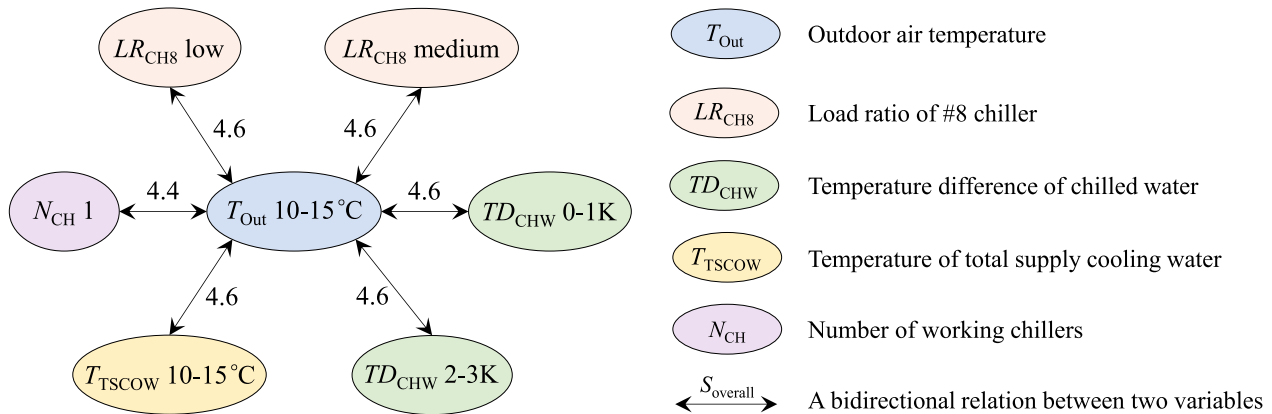 LR_CH8 low
LR_CH8 medium
4.6
4.6
N_CH 1
4.4
T_Out 10-15℃
4.6
TD_CHW 0-1K
4.6
4.6
T_TSCOW 10-15℃
TD_CHW 2-3K
T_Out Outdoor air temperature
LR_CH8 Load ratio of #8 chiller
TD_CHW Temperature difference of chilled water
T_TSCOW Temperature of total supply cooling water
N_CH Number of working chillers
S_overall A bidirectional relation between two variables